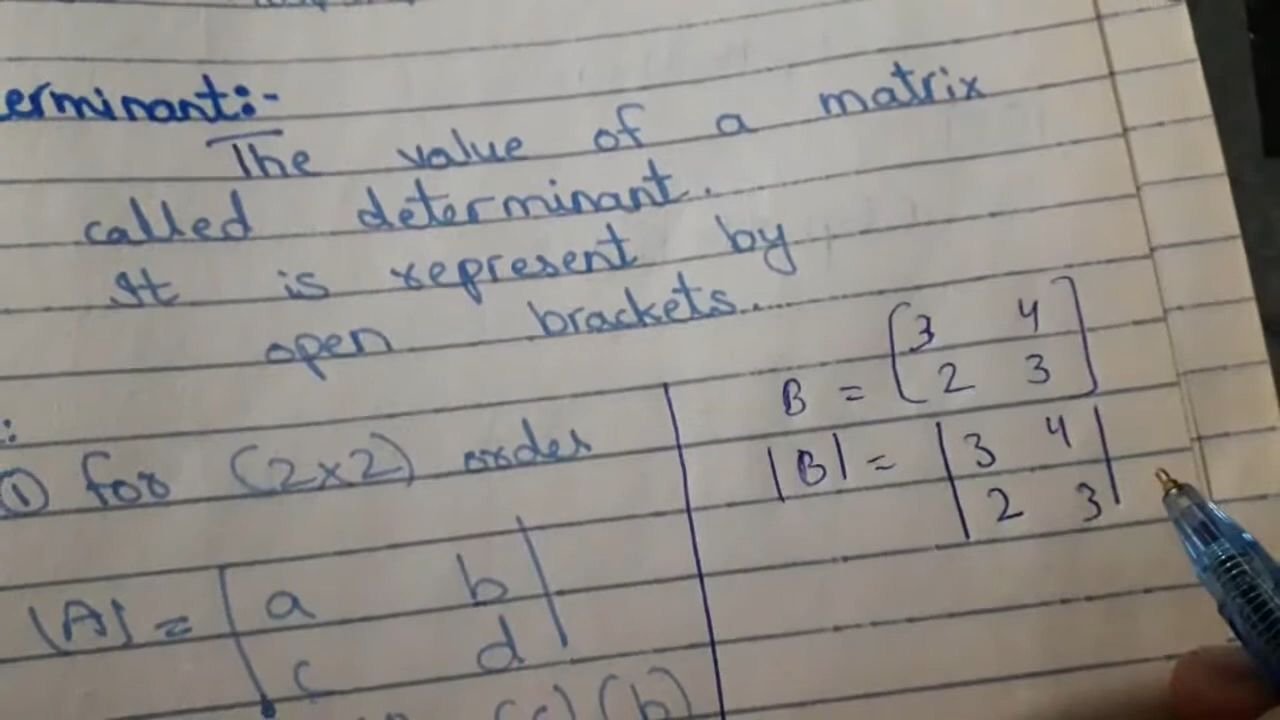 erminant:-
The value of a matrix
called determinant.
It is represent by
open brackets...
:
① for (2×2) order
|A| = | a b |
| c d |
(c) (b)
B = [ 3 4 ]
[ 2 3 ]
|B| = | 3 4 |
| 2 3 |